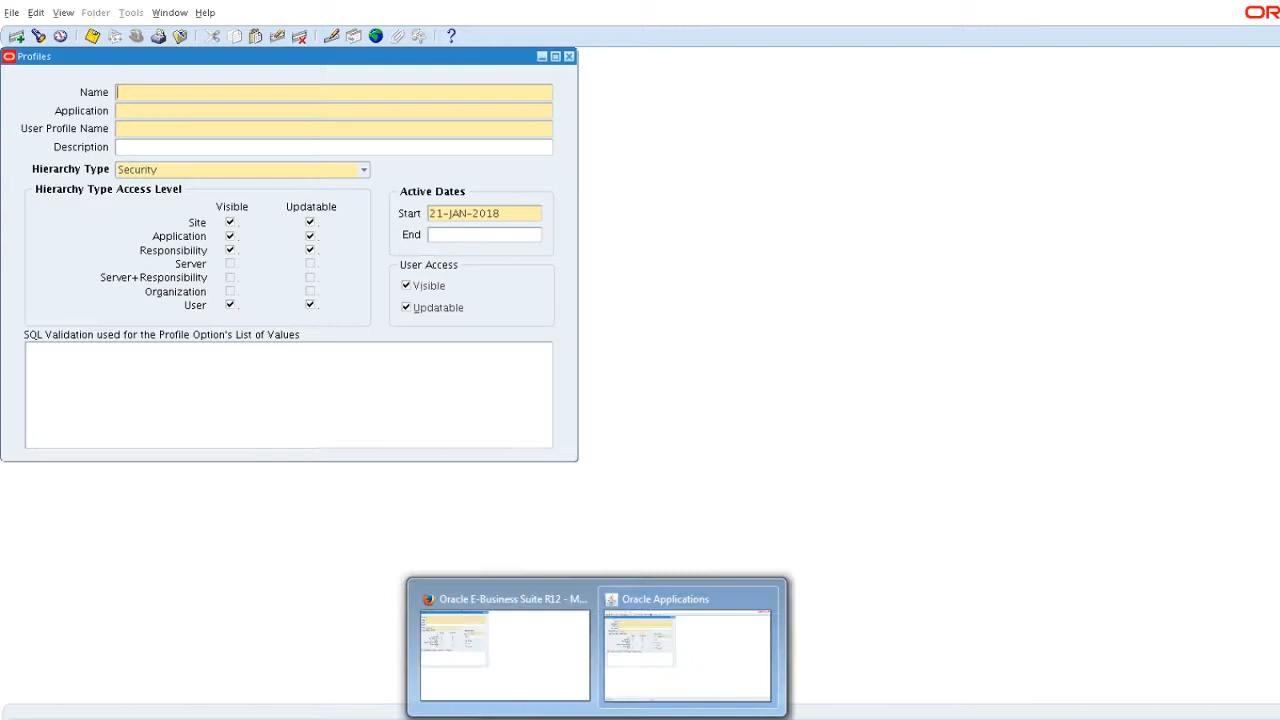 File Edit View Folder Tools Window Help
OR
Profiles
Name
Application
User Profile Name
Description
Hierarchy Type Security
Hierarchy Type Access Level
Visible Updatable
Site
Application
Responsibility
Server
Server+Responsibility
Organization
User
Active Dates
Start 21-JAN-2018
End
User Access
Visible
Updatable
SQL Validation used for the Profile Option's List of Values
Oracle E-Business Suite R12 - M...
Oracle Applications